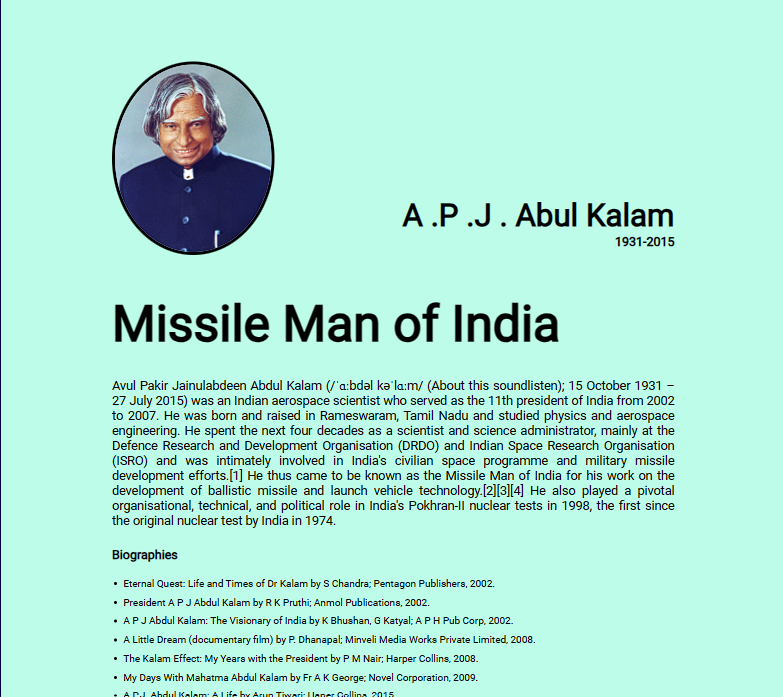 A .P .J . Abul Kalam
1931-2015
Missile Man of India
Avul Pakir Jainulabdeen Abdul Kalam (/ˈɑːbdəl kəˈlɑːm/ (About this soundlisten); 15 October 1931 –
27 July 2015) was an Indian aerospace scientist who served as the 11th president of India from 2002
to 2007. He was born and raised in Rameswaram, Tamil Nadu and studied physics and aerospace
engineering. He spent the next four decades as a scientist and science administrator, mainly at the
Defence Research and Development Organisation (DRDO) and Indian Space Research Organisation
(ISRO) and was intimately involved in India's civilian space programme and military missile
development efforts.[1] He thus came to be known as the Missile Man of India for his work on the
development of ballistic missile and launch vehicle technology.[2][3][4] He also played a pivotal
organisational, technical, and political role in India's Pokhran-II nuclear tests in 1998, the first since
the original nuclear test by India in 1974.
Biographies
• Eternal Quest: Life and Times of Dr Kalam by S Chandra; Pentagon Publishers, 2002.
• President A P J Abdul Kalam by R K Pruthi; Anmol Publications, 2002.
• A P J Abdul Kalam: The Visionary of India by K Bhushan, G Katyal; A P H Pub Corp, 2002.
• A Little Dream (documentary film) by P. Dhanapal; Minveli Media Works Private Limited, 2008.
• The Kalam Effect: My Years with the President by P M Nair; Harper Collins, 2008.
• My Days With Mahatma Abdul Kalam by Fr A K George; Novel Corporation, 2009.
• A.P.J. Abdul Kalam: A Life by Arun Tiwari; Haper Collins, 2015.